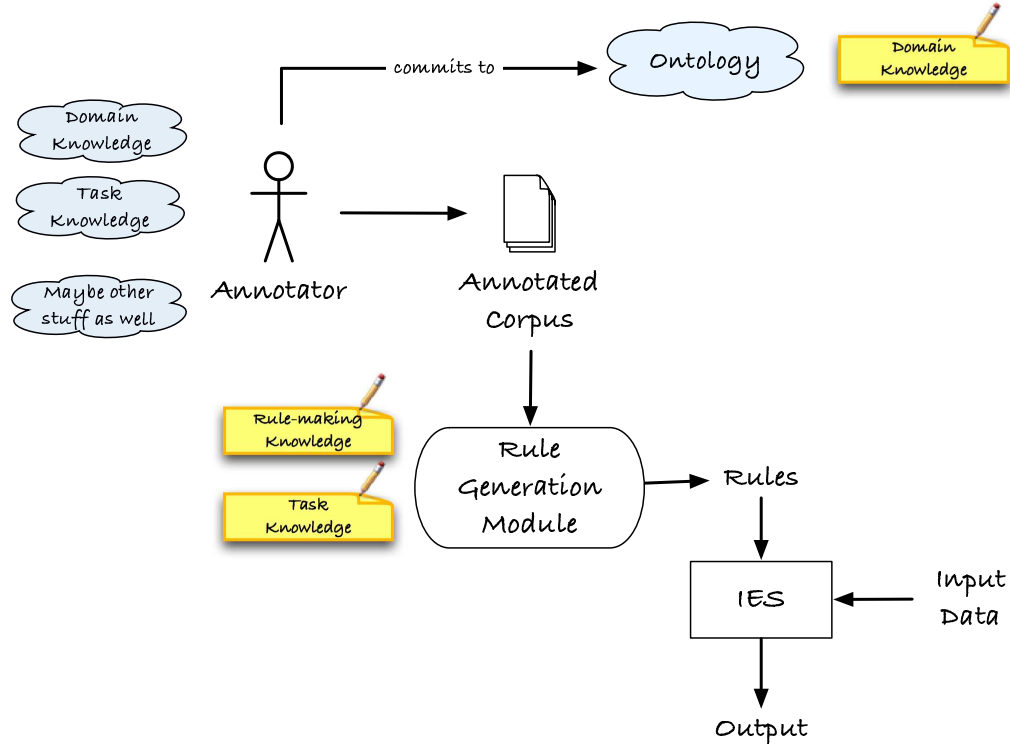 commits to
Ontology
Domain
Knowledge
Domain
Knowledge
Task
Knowledge
Maybe other
stuff as well
Annotator
Annotated
Corpus
Rule-making
Knowledge
Task
Knowledge
Rule
Generation
Module
Rules
IES
Input
Data
Output